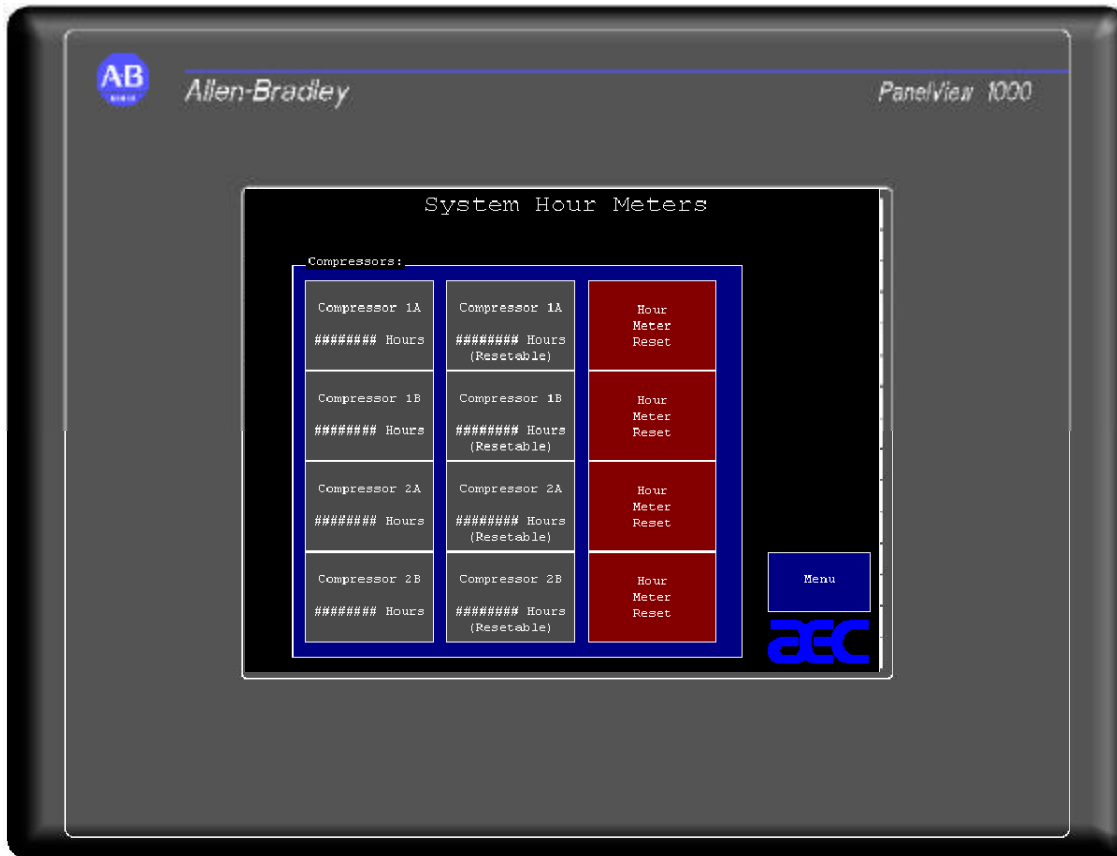 AB
Allen-Bradley
PanelView 1000
System Hour Meters
Compressors:
Compressor 1A
######## Hours
Compressor 1A
######## Hours
(Resetable)
Hour
Meter
Reset
Compressor 1B
######## Hours
Compressor 1B
######## Hours
(Resetable)
Hour
Meter
Reset
Compressor 2A
######## Hours
Compressor 2A
######## Hours
(Resetable)
Hour
Meter
Reset
Compressor 2B
######## Hours
Compressor 2B
######## Hours
(Resetable)
Hour
Meter
Reset
Menu
AEC